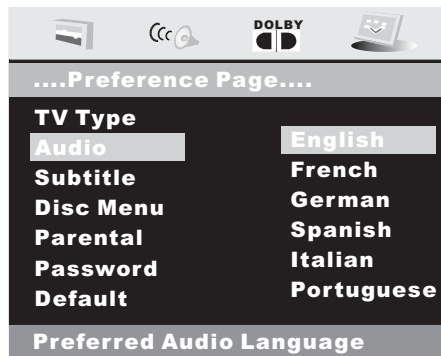 DOLBY
....Preference Page....
TV Type
Audio
Subtitle
Disc Menu
Parental
Password
Default
English
French
German
Spanish
Italian
Portuguese
Preferred Audio Language